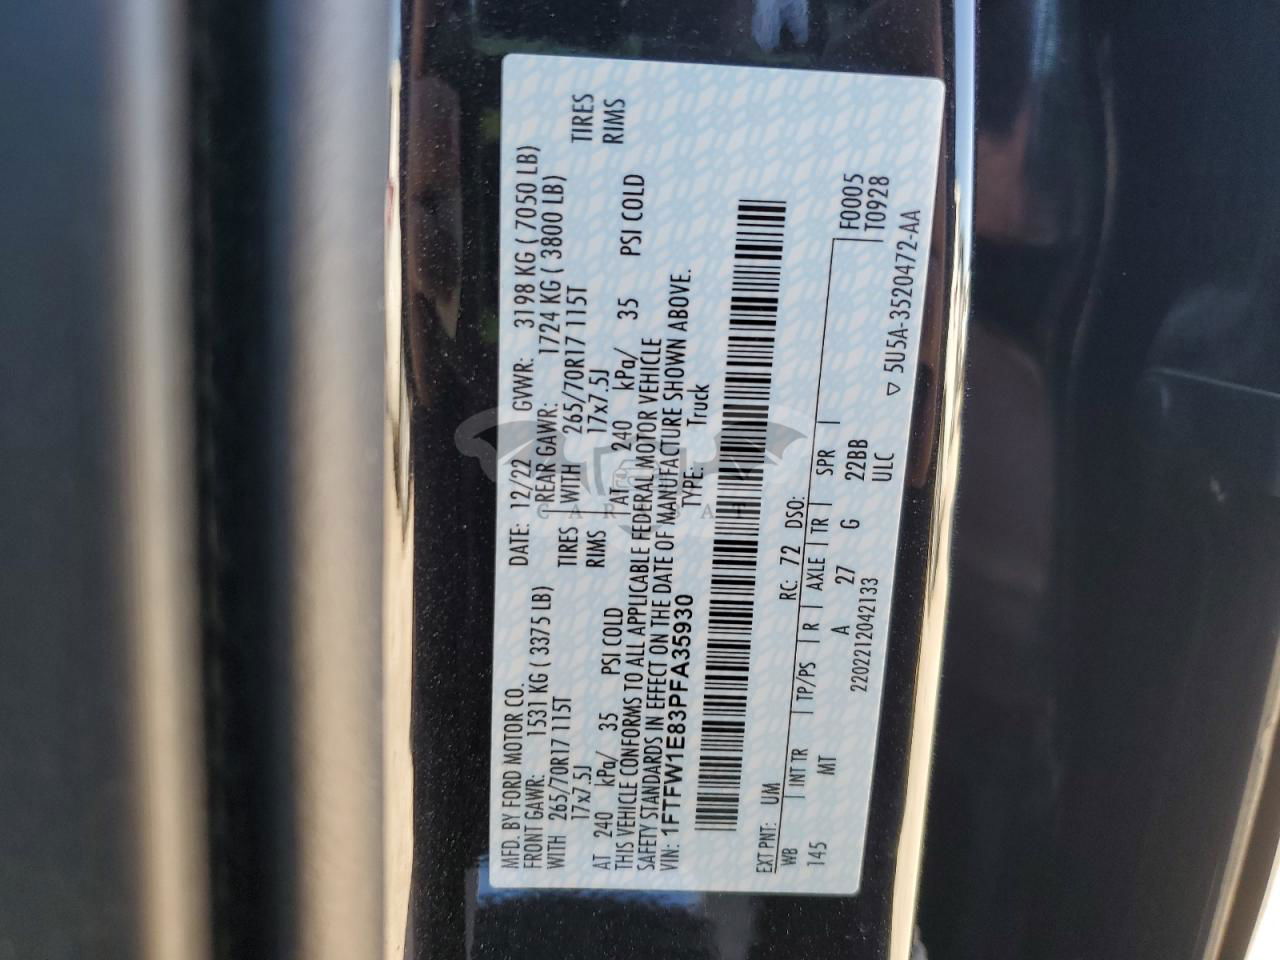 MFD. BY FORD MOTOR CO. DATE: 12/22 GVWR: 3198 KG ( 7050 LB)
FRONT GAWR: 1531 KG ( 3375 LB) REAR GAWR: 1724 KG ( 3800 LB)
WITH 265/70R17 115T TIRES WITH 265/70R17 115T TIRES
17x7.5J RIMS 17x7.5J RIMS
AT 240 kPa/ 35 PSI COLD AT 240 kPa/ 35 PSI COLD
THIS VEHICLE CONFORMS TO ALL APPLICABLE FEDERAL MOTOR VEHICLE
SAFETY STANDARDS IN EFFECT ON THE DATE OF MANUFACTURE SHOWN ABOVE.
VIN: 1FTFW1E83PFA35930 TYPE: Truck
EXT PNT: UM RC: 72 DSO: F0005
WB INT TR TP/PS R AXLE TR SPR T0928
145 MT A 27 G 22BB
2202212042133 ULC
▽ 5U5A-3520472-AA